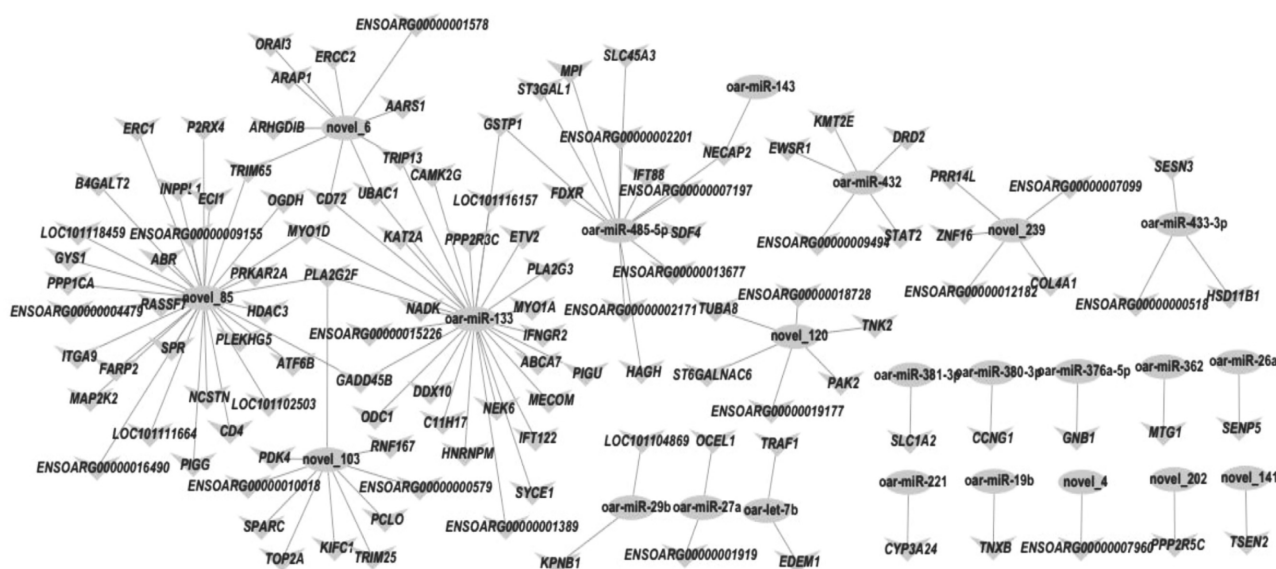 ENSOARG00000001578
ORAI3
ERCC2
SLC45A3
ARAP1
MPI
ST3GAL1
oar-miR-143
AARS1
ERC1
P2RX4
ARHGDIB
novel_6
GSTP1
KMT2E
DRD2
ENSOARG00000002201
EWSR1
NECAP2
SESN3
TRIM65
TRIP13
CAMK2G
IFT88
PRR14L
B4GALT2
INPPL1
ECI1
OGDH
CD72
UBAC1
FDXR
ENSOARG00000007197
oar-miR-432
ENSOARG00000007099
LOC101116157
LOC101118459
ENSOARG00000009155
MYO1D
KAT2A
PPP2R3C
ETV2
oar-miR-485-5p
SDF4
ENSOARG00000009494
STAT2
ZNF16
novel_239
oar-miR-433-3p
GYS1
ABR
PRKAR2A
PLA2G2F
PLA2G3
ENSOARG00000013677
PPP1CA
COL4A1
ENSOARG00000012182
novel_85
RASSF1
ENSOARG00000004479
HDAC3
NADK
MYO1A
ENSOARG00000018728
HSD11B1
ENSOARG00000000518
ENSOARG00000002171
TUBA8
oar-miR-133
ENSOARG00000015226
IFNGR2
TNK2
novel_120
PLEKHG5
SPR
ITGA9
FARP2
ATF6B
ABCA7
PIGU
HAGH
ST6GALNAC6
PAK2
oar-miR-381-3p
oar-miR-380-3p
oar-miR-376a-5p
oar-miR-362
oar-miR-26a
GADD45B
DDX10
MAP2K2
NCSTN
LOC101102503
NEK6
MECOM
ENSOARG00000019177
ODC1
C11H17
LOC101111664
CD4
IFT122
LOC101104869
OCEL1
TRAF1
SLC1A2
CCNG1
GNB1
MTG1
SENP5
RNF167
HNRNPM
PDK4
novel_103
ENSOARG00000016490
PIGG
ENSOARG00000010018
ENSOARG00000000579
SYCE1
oar-miR-221
oar-miR-19b
novel_4
novel_202
novel_141
SPARC
PCLO
ENSOARG00000001389
oar-miR-29b
oar-miR-27a
oar-let-7b
TOP2A
KIFC1
TRIM25
KPNB1
ENSOARG00000001919
EDEM1
CYP3A24
TNXB
ENSOARG00000007960
PPP2R5C
TSEN2